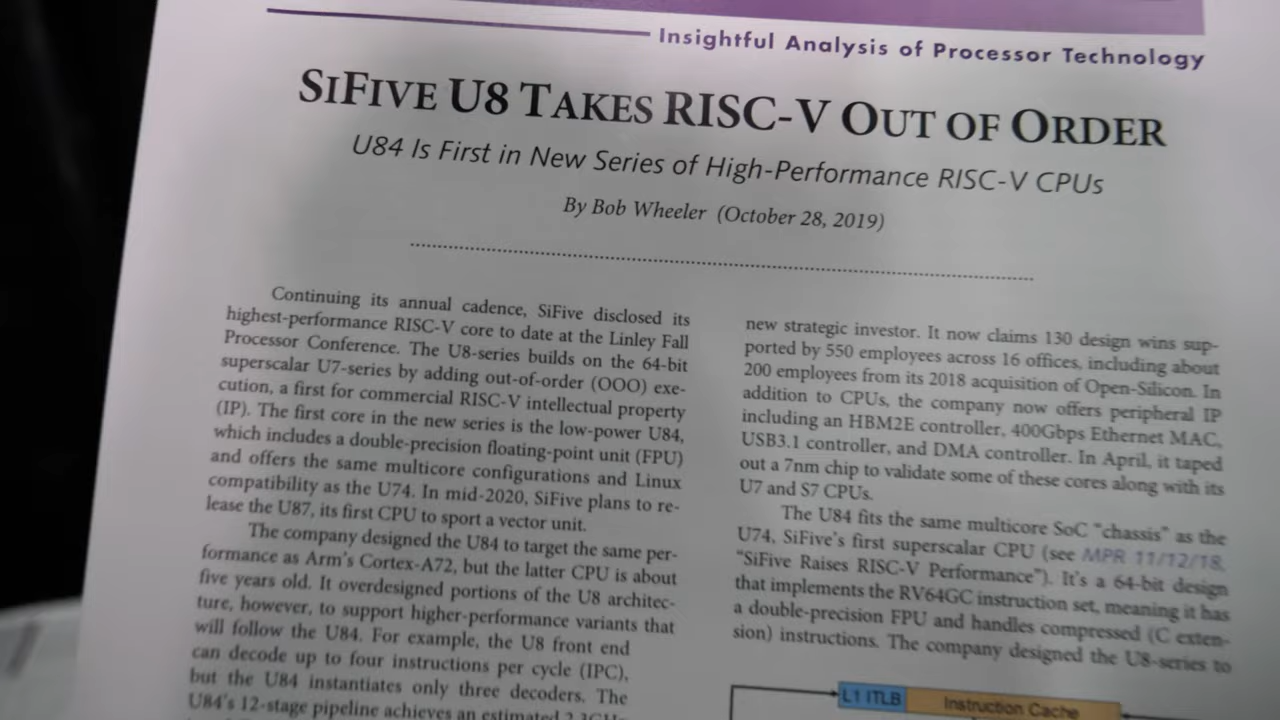 Insightful Analysis of Processor Technology
SIFIVE U8 TAKES RISC-V OUT OF ORDER
U84 Is First in New Series of High-Performance RISC-V CPUs
By Bob Wheeler (October 28, 2019)
Continuing its annual cadence, SiFive disclosed its
highest-performance RISC-V core to date at the Linley Fall
Processor Conference. The U8-series builds on the 64-bit
superscalar U7-series by adding out-of-order (OOO) exe-
cution, a first for commercial RISC-V intellectual property
(IP). The first core in the new series is the low-power U84,
which includes a double-precision floating-point unit (FPU)
and offers the same multicore configurations and Linux
compatibility as the U74. In mid-2020, SiFive plans to re-
lease the U87, its first CPU to sport a vector unit.
The company designed the U84 to target the same per-
formance as Arm's Cortex-A72, but the latter CPU is about
five years old. It overdesigned portions of the U8 architec-
ture, however, to support higher-performance variants that
will follow the U84. For example, the U8 front end
can decode up to four instructions per cycle (IPC),
but the U84 instantiates only three decoders. The
U84's 12-stage pipeline achieves an estimated
new strategic investor. It now claims 130 design wins sup-
ported by 550 employees across 16 offices, including about
200 employees from its 2018 acquisition of Open-Silicon. In
addition to CPUs, the company now offers peripheral IP
including an HBM2E controller, 400Gbps Ethernet MAC,
USB3.1 controller, and DMA controller. In April, it taped
out a 7nm chip to validate some of these cores along with its
U7 and S7 CPUs.
The U84 fits the same multicore SoC "chassis" as the
U74, SiFive's first superscalar CPU (see MPR 11/12/18,
"SiFive Raises RISC-V Performance"). It's a 64-bit design
that implements the RV64GC instruction set, meaning it has
a double-precision FPU and handles compressed (C exten-
sion) instructions. The company designed the U8-series to
L1 ITLB
Instruction Cache